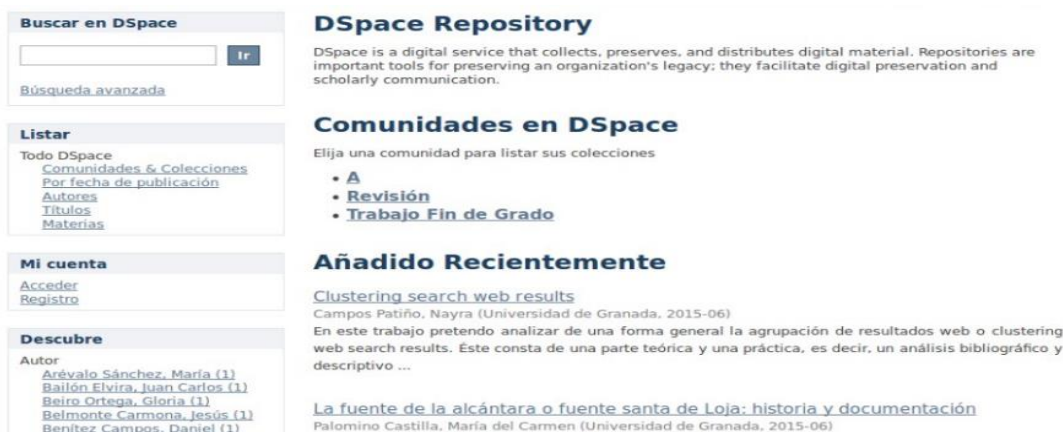 Buscar en DSpace
Ir
Búsqueda avanzada
Listar
Todo DSpace
Comunidades & Colecciones
Por fecha de publicación
Autores
Títulos
Materias
Mi cuenta
Acceder
Registro
Descubre
Autor
Arévalo Sánchez, María (1)
Bailón Elvira, Juan Carlos (1)
Beiro Ortega, Gloria (1)
Belmonte Carmona, Jesús (1)
Benítez Campos, Daniel (1)
DSpace Repository
DSpace is a digital service that collects, preserves, and distributes digital material. Repositories are
important tools for preserving an organization's legacy; they facilitate digital preservation and
scholarly communication.
Comunidades en DSpace
Elija una comunidad para listar sus colecciones
• A
• Revisión
• Trabajo Fin de Grado
Añadido Recientemente
Clustering search web results
Campos Patiño, Nayra (Universidad de Granada, 2015-06)
En este trabajo pretendo analizar de una forma general la agrupación de resultados web o clustering
web search results. Éste consta de una parte teórica y una práctica, es decir, un análisis bibliográfico y
descriptivo ...
La fuente de la alcántara o fuente santa de Loja: historia y documentación
Palomino Castilla, María del Carmen (Universidad de Granada, 2015-06)